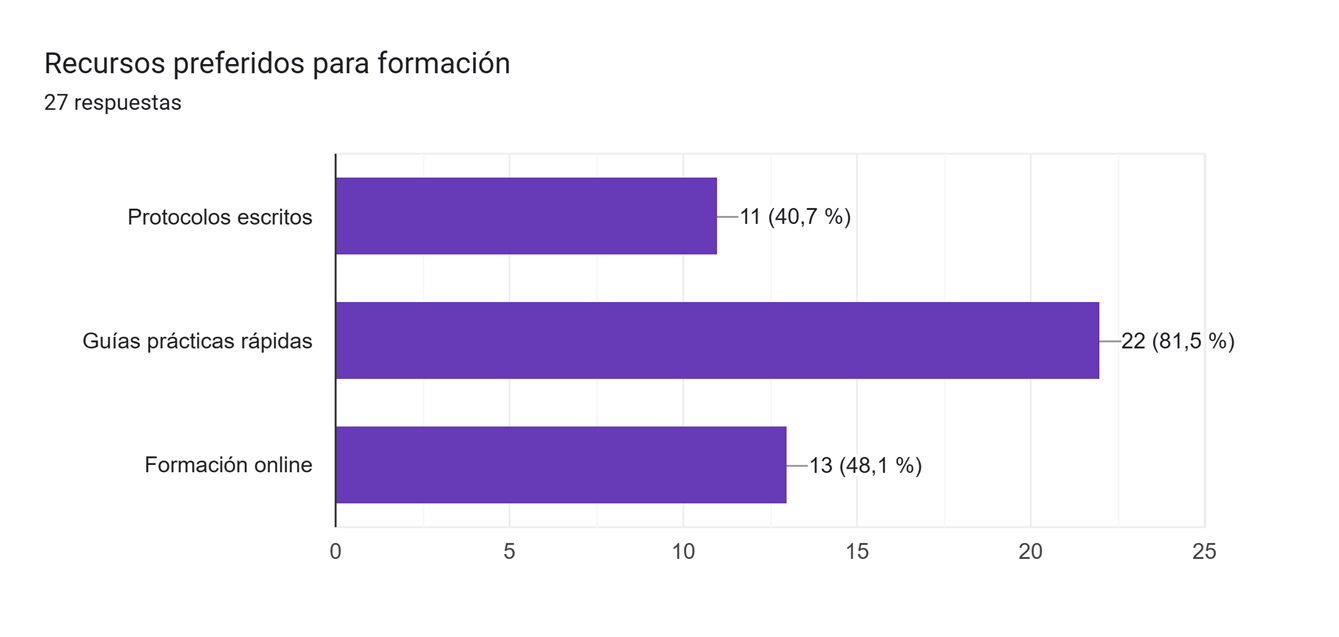 Recursos preferidos para formación
27 respuestas
Protocolos escritos
11 (40,7 %)
Guías prácticas rápidas
22 (81,5 %)
Formación online
13 (48,1 %)
0 5 10 15 20 25